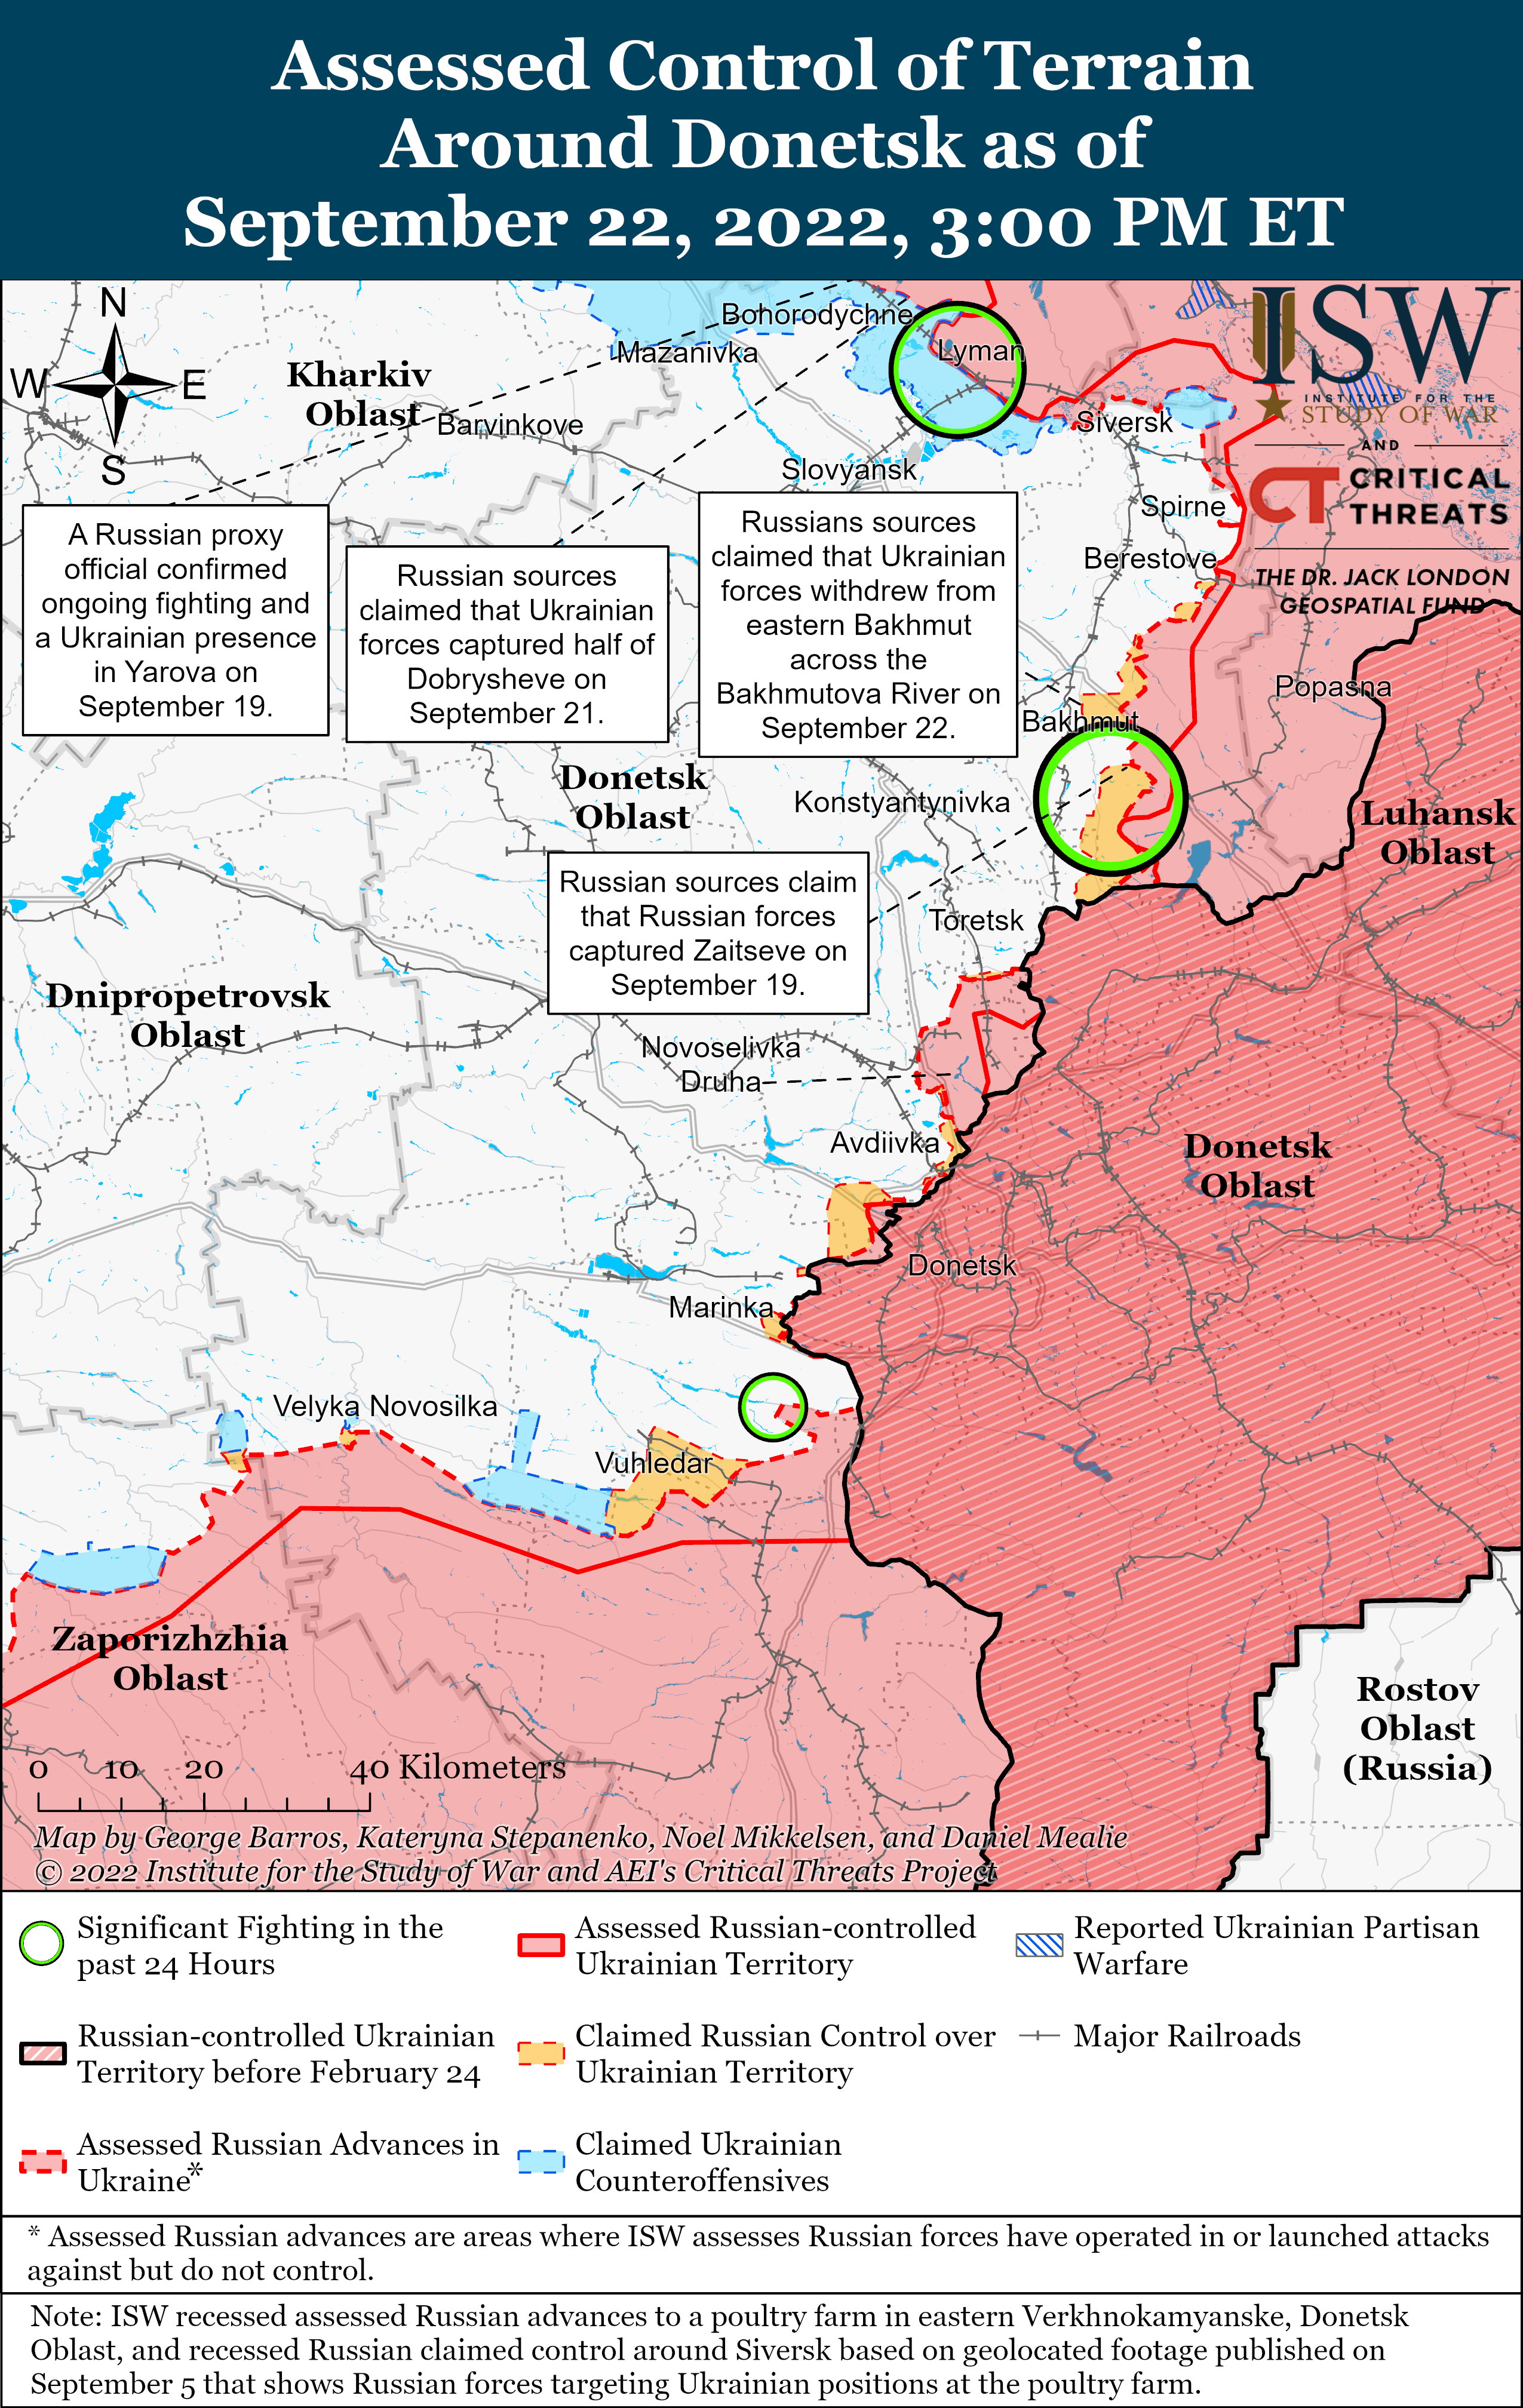 Assessed Control of Terrain
Around Donetsk as of
September 22, 2022, 3:00 PM ET
N
W
E
S
ISW
INSTITUTE FOR THE
STUDY OF WAR
AND
CT CRITICAL
THREATS
THE DR. JACK LONDON
GEOSPATIAL FUND
Kharkiv
Oblast
Bohorodychne
Mazanivka
Lyman
Barvinkove
Siversk
Slovyansk
Spirne
Berestove
A Russian proxy
official confirmed
ongoing fighting and
a Ukrainian presence
in Yarova on
September 19.
Russian sources
claimed that Ukrainian
forces captured half of
Dobrysheve on
September 21.
Russians sources
claimed that Ukrainian
forces withdrew from
eastern Bakhmut
across the
Bakhmutova River on
September 22.
Popasna
Bakhmut
Donetsk
Oblast
Konstyantynivka
Luhansk
Oblast
Russian sources claim
that Russian forces
captured Zaitseve on
September 19.
Toretsk
Dnipropetrovsk
Oblast
Novoselivka
Druha
Avdiivka
Donetsk
Oblast
Donetsk
Marinka
Velyka Novosilka
Vuhledar
Zaporizhzhia
Oblast
Rostov
Oblast
(Russia)
0 10 20 40 Kilometers
Map by George Barros, Kateryna Stepanenko, Noel Mikkelsen, and Daniel Mealie
© 2022 Institute for the Study of War and AEI's Critical Threats Project
Significant Fighting in the
past 24 Hours
Assessed Russian-controlled
Ukrainian Territory
Reported Ukrainian Partisan
Warfare
Russian-controlled Ukrainian
Territory before February 24
Claimed Russian Control over
Ukrainian Territory
Major Railroads
Assessed Russian Advances in
Ukraine*
Claimed Ukrainian
Counteroffensives
* Assessed Russian advances are areas where ISW assesses Russian forces have operated in or launched attacks
against but do not control.
Note: ISW recessed assessed Russian advances to a poultry farm in eastern Verkhnokamyanske, Donetsk
Oblast, and recessed Russian claimed control around Siversk based on geolocated footage published on
September 5 that shows Russian forces targeting Ukrainian positions at the poultry farm.